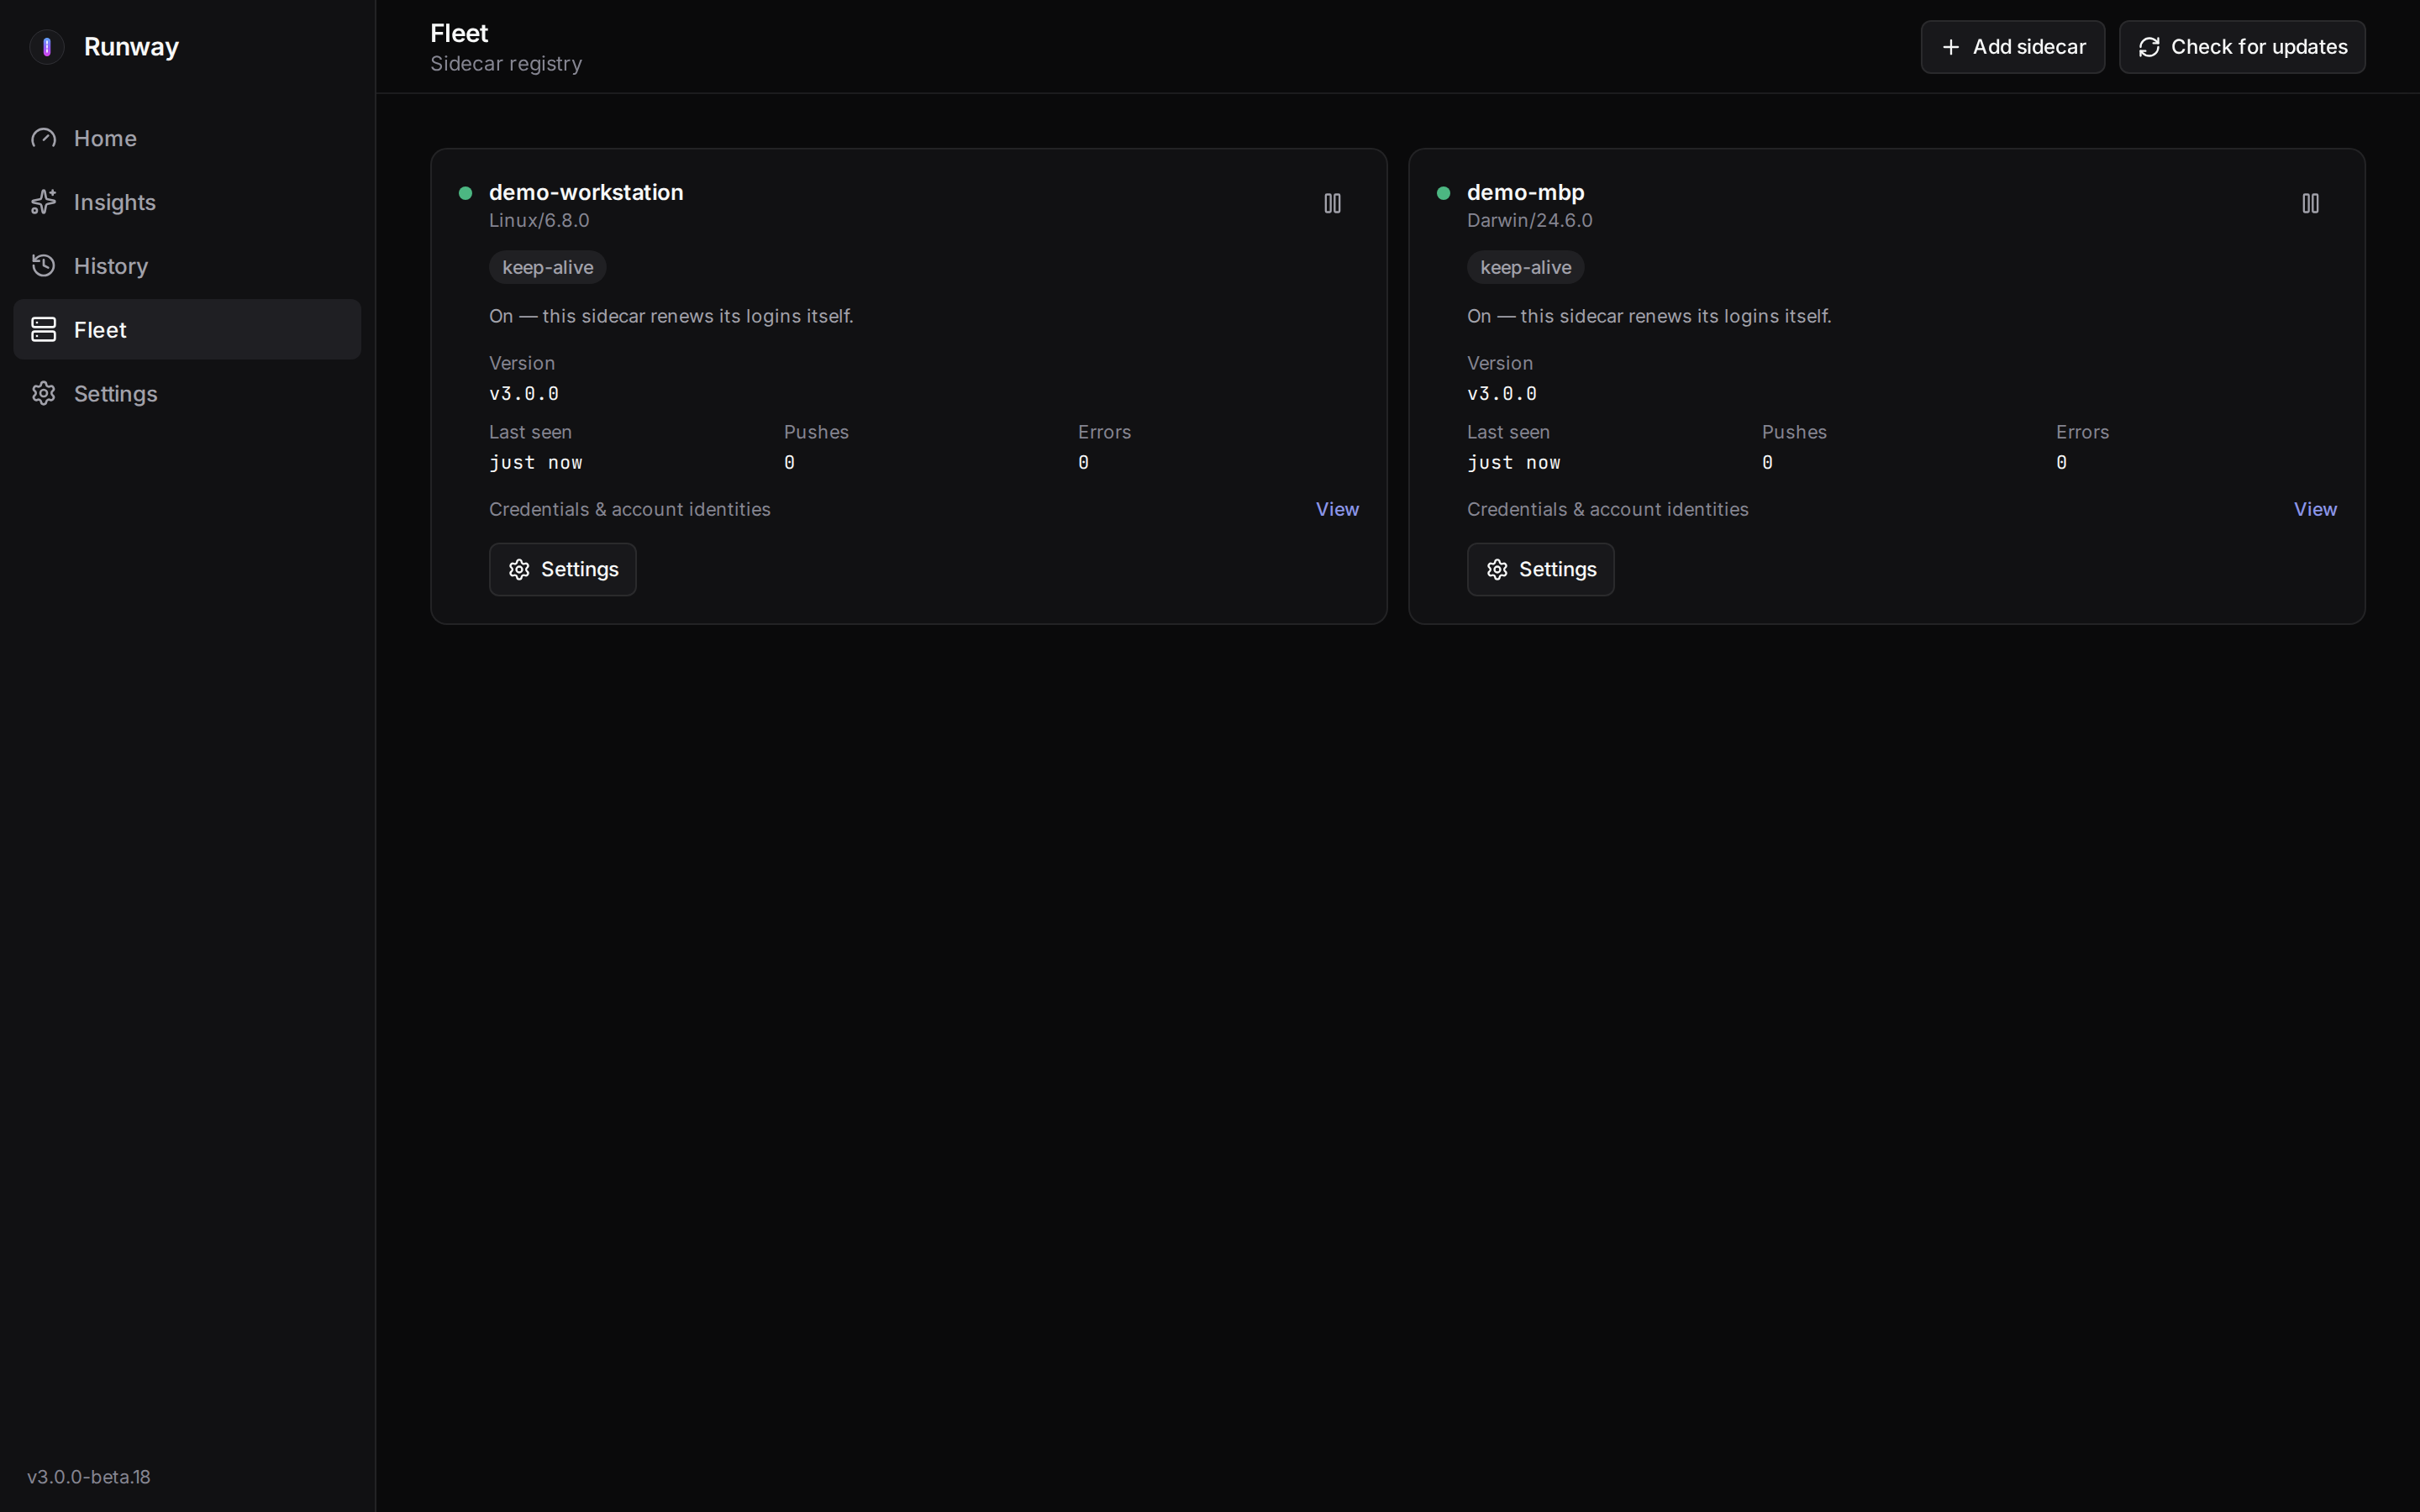 Runway
Home
Insights
History
Fleet
Settings
v3.0.0-beta.18
Fleet
Sidecar registry
Add sidecar
Check for updates
demo-workstation
Linux/6.8.0
keep-alive
On — this sidecar renews its logins itself.
Version
v3.0.0
Last seen Pushes Errors
just now 0 0
Credentials & account identities View
Settings
demo-mbp
Darwin/24.6.0
keep-alive
On — this sidecar renews its logins itself.
Version
v3.0.0
Last seen Pushes Errors
just now 0 0
Credentials & account identities View
Settings